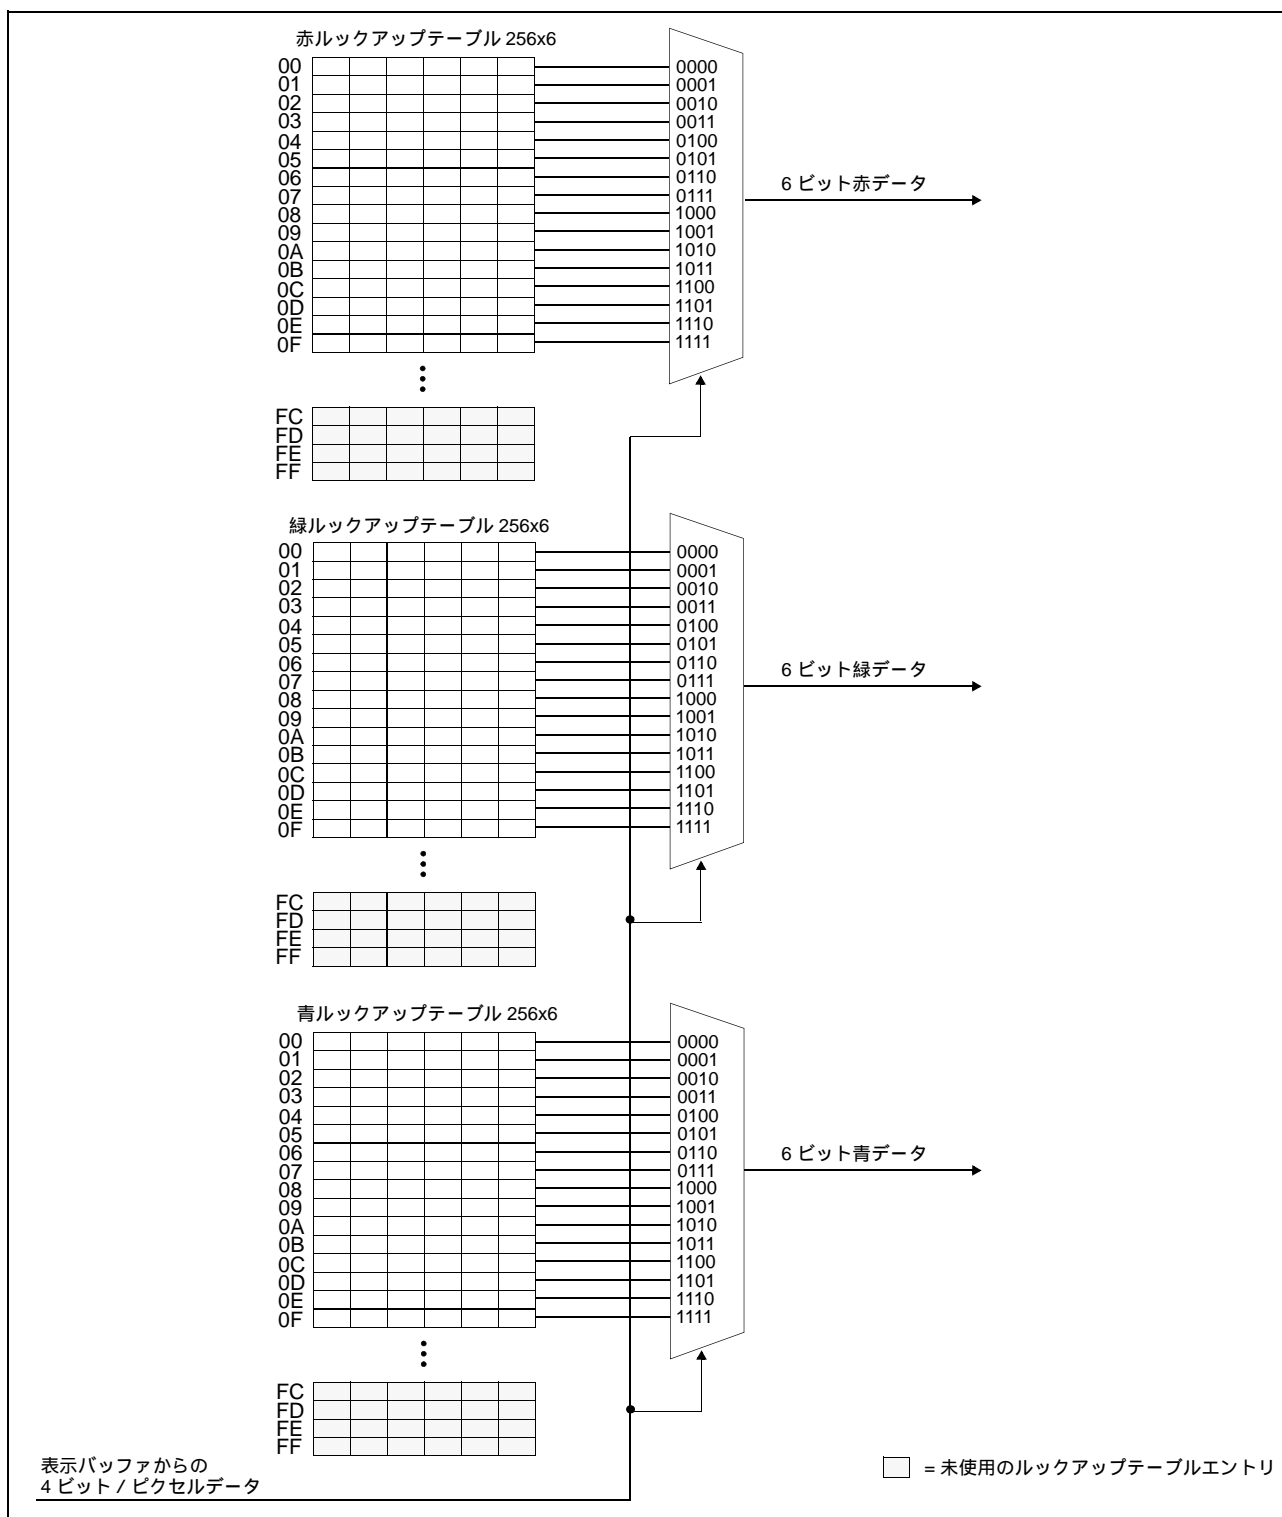 赤ルックアップテーブル 256x6
00 0000
01 0001
02 0010
03 0011
04 0100
05 0101
06 0110
07 0111
08 1000
09 1001
0A 1010
0B 1011
0C 1100
0D 1101
0E 1110
0F 1111
6 ビット赤データ
FC
FD
FE
FF
緑ルックアップテーブル 256x6
00 0000
01 0001
02 0010
03 0011
04 0100
05 0101
06 0110
07 0111
08 1000
09 1001
0A 1010
0B 1011
0C 1100
0D 1101
0E 1110
0F 1111
6 ビット緑データ
FC
FD
FE
FF
青ルックアップテーブル 256x6
00 0000
01 0001
02 0010
03 0011
04 0100
05 0101
06 0110
07 0111
08 1000
09 1001
0A 1010
0B 1011
0C 1100
0D 1101
0E 1110
0F 1111
6 ビット青データ
FC
FD
FE
FF
表示バッファからの
4 ビット / ピクセルデータ
= 未使用のルックアップテーブルエントリ